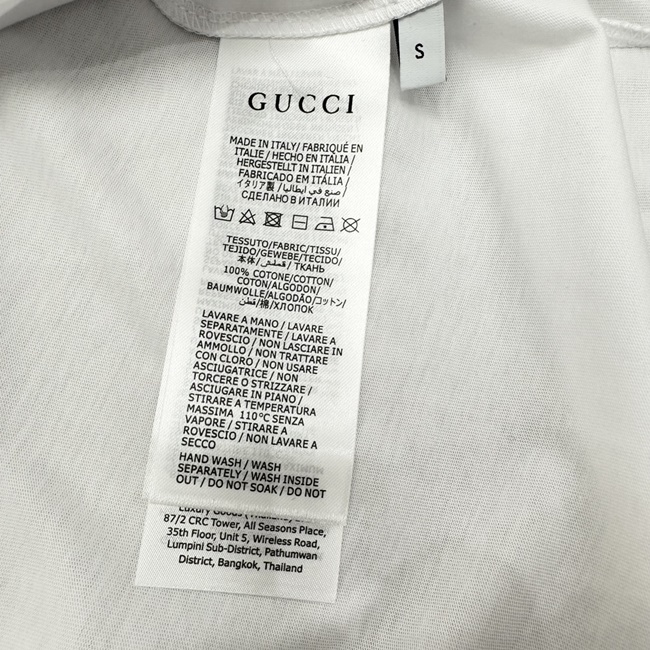 S
GUCCI
MADE IN ITALY/ FABRIQUÉ EN
ITALIE / HECHO EN ITALIA /
HERGESTELLT IN ITALIEN /
FABRICADO EM ITÁLIA /
イタリア製 / صنع في ايطاليا /
СДЕЛАНО В ИТАЛИИ
TESSUTO/FABRIC/TISSU/
TEJIDO/GEWEBE/TECIDO/
本体/قماش/ ТКАНЬ
100% COTONE/COTTON/
COTON/ALGODON/
BAUMWOLLE/ALGODÃO/コットン/
قطن/棉/ХЛОПОК
LAVARE A MANO / LAVARE
SEPARATAMENTE / LAVARE A
ROVESCIO / NON LASCIARE IN
AMMOLLO / NON TRATTARE
CON CLORO / NON USARE
ASCIUGATRICE / NON
TORCERE O STRIZZARE /
ASCIUGARE IN PIANO /
STIRARE A TEMPERATURA
MASSIMA 110°C SENZA
VAPORE / STIRARE A
ROVESCIO / NON LAVARE A
SECCO
HAND WASH / WASH
SEPARATELY / WASH INSIDE
OUT / DO NOT SOAK / DO NOT
Luxury Goods (Thailand)
87/2 CRC Tower, All Seasons Place,
35th Floor, Unit 5, Wireless Road,
Lumpini Sub-District, Pathumwan
District, Bangkok, Thailand